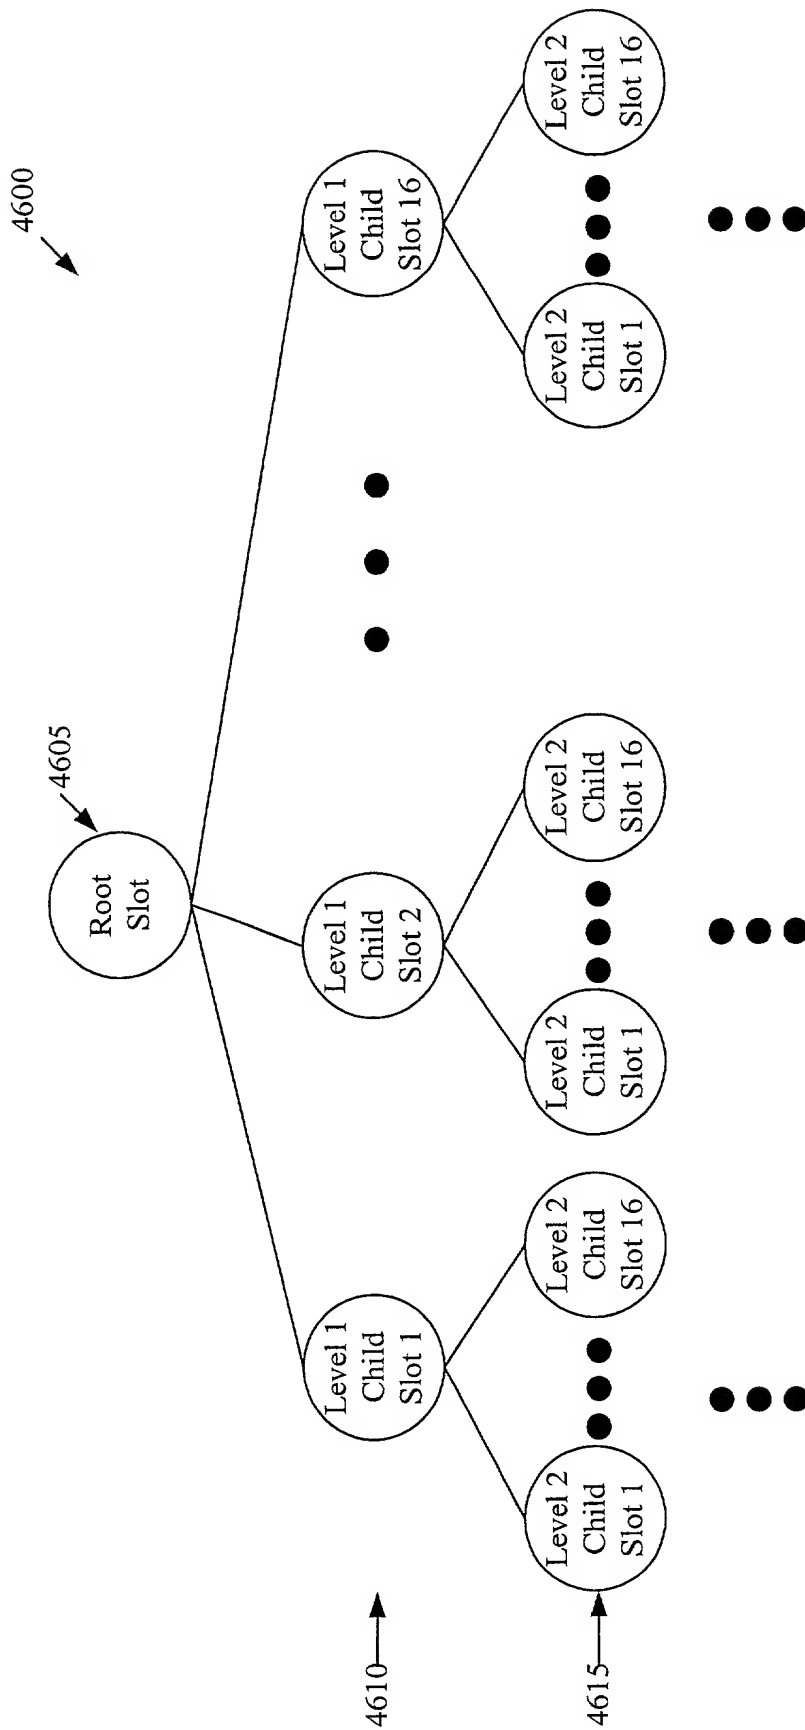 4600
4605
Root
Slot
4610
Level 1
Child
Slot 1
Level 1
Child
Slot 2
Level 1
Child
Slot 16
4615
Level 2
Child
Slot 1
Level 2
Child
Slot 16
Level 2
Child
Slot 1
Level 2
Child
Slot 16
Level 2
Child
Slot 1
Level 2
Child
Slot 16